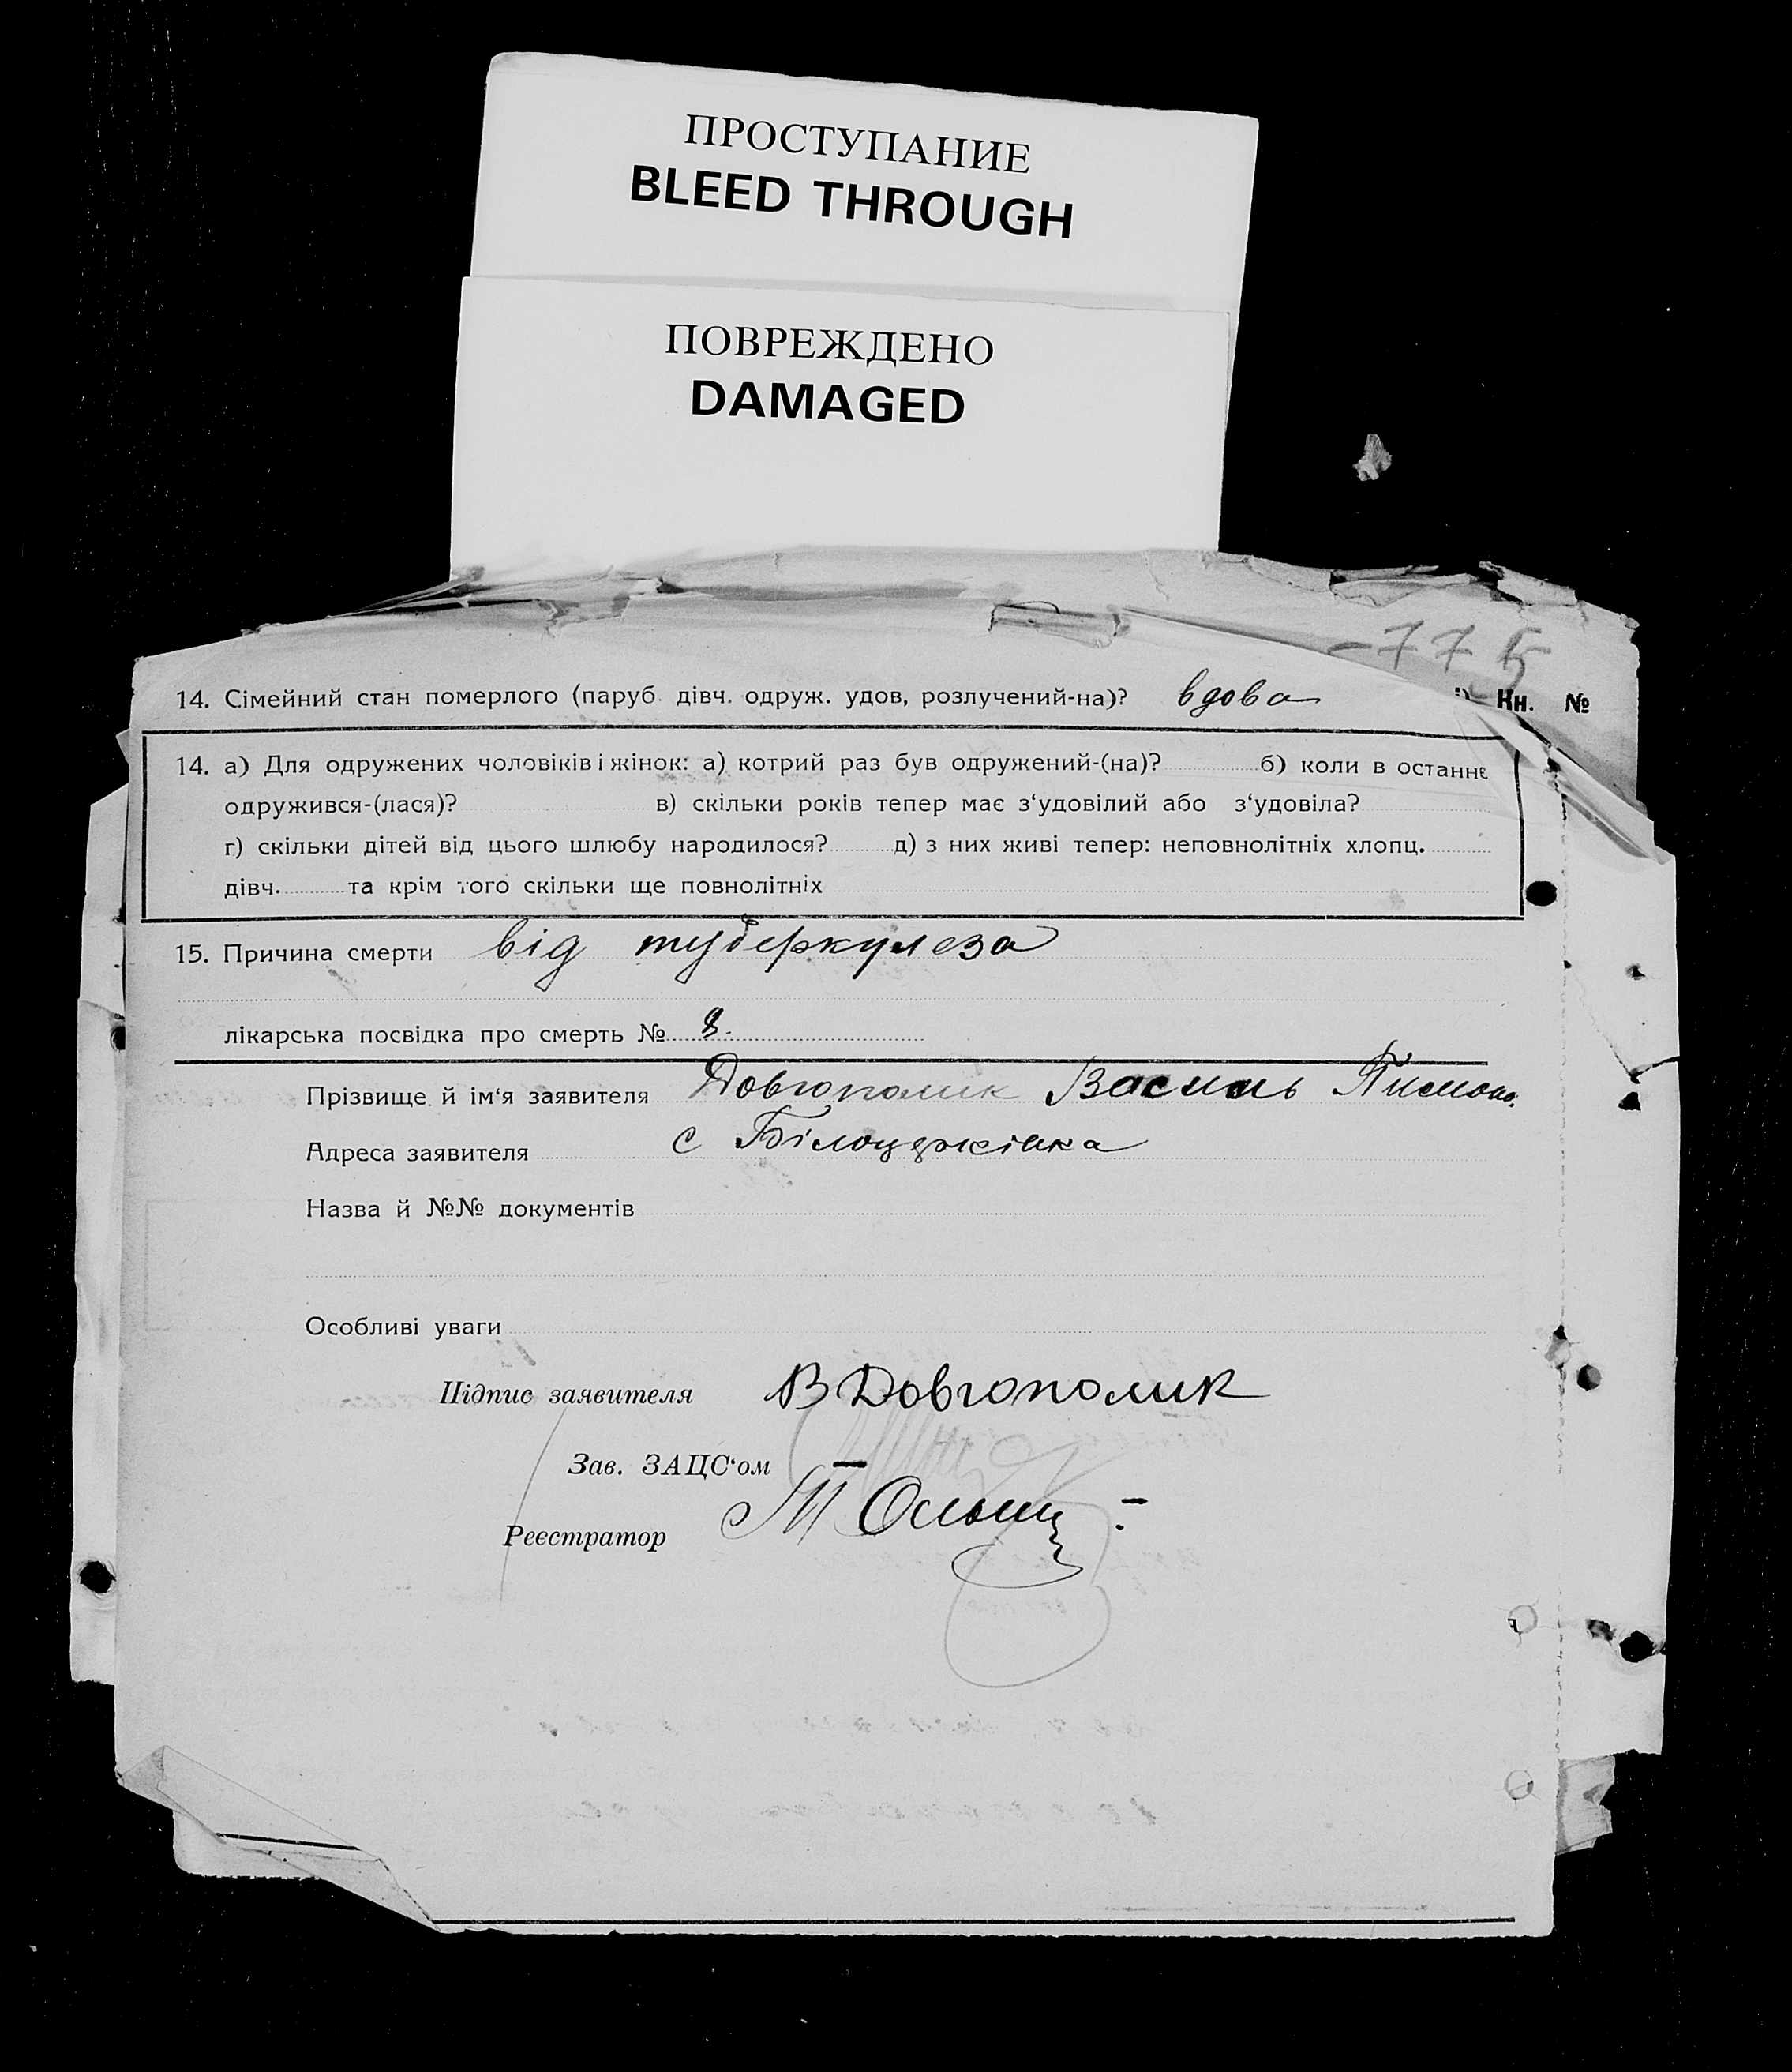 ПРОСТУПАНИЕ
BLEED THROUGH
ПОВРЕЖДЕНО
DAMAGED
-775
Кн. №
14. Сімейний стан померлого (паруб. дівч. одруж. удов, розлучений-на)? вдова
14. а) Для одружених чоловіків і жінок: а) котрий раз був одружений-(на)? б) коли в останнє
одружився-(лася)? в) скільки років тепер має з‘удовілий або з‘удовіла?
г) скільки дітей від цього шлюбу народилося? д) з них живі тепер: неповнолітніх хлопц.
дівч. та крім того скільки ще повнолітніх
15. Причина смерти від туберкулеза
лікарська посвідка про смерть № 8.
Прізвище й ім‘я заявителя Довгополик Василь
Адреса заявителя с Білоцерківка
Назва й №№ документів
Особливі уваги
Підпис заявителя В Довгополик
Зав. ЗАЦС‘ом
Реєстратор